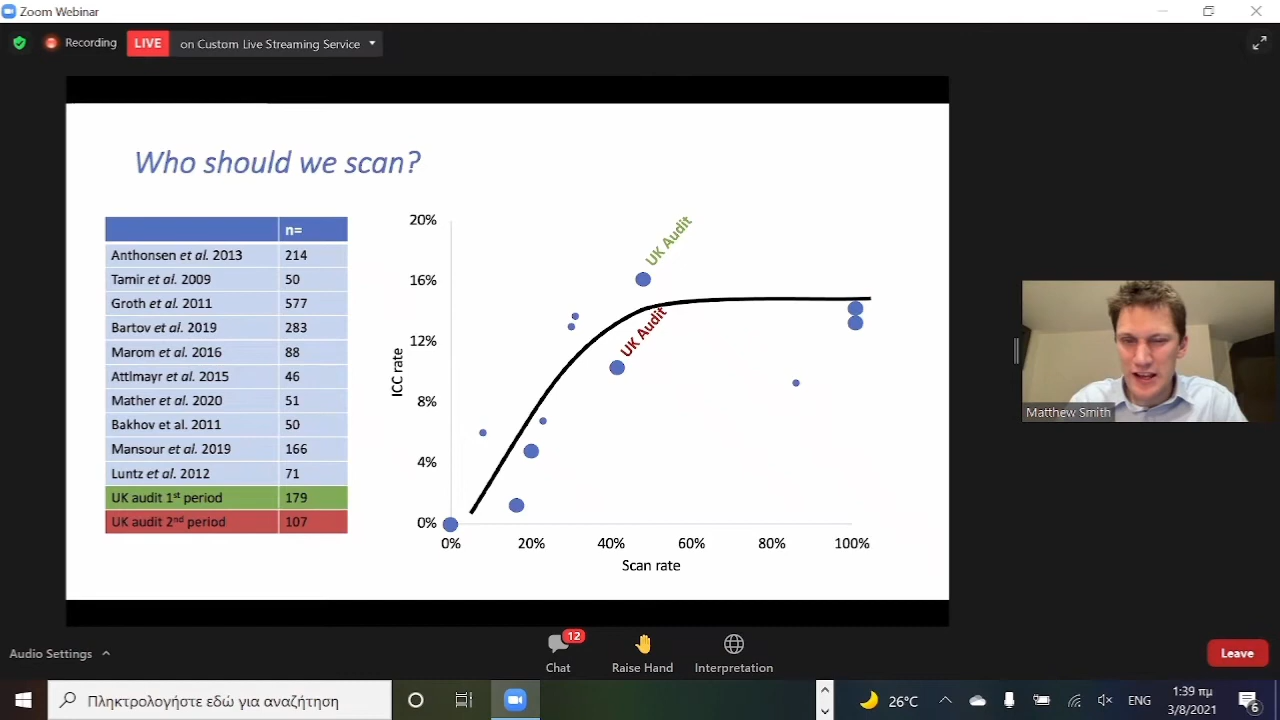 Zoom Webinar
Recording
LIVE
on Custom Live Streaming Service
Who should we scan?
n=
Anthonsen et al. 2013 214
Tamir et al. 2009 50
Groth et al. 2011 577
Bartov et al. 2019 283
Marom et al. 2016 88
Attlmayr et al. 2015 46
Mather et al. 2020 51
Bakhov et al. 2011 50
Mansour et al. 2019 166
Luntz et al. 2012 71
UK audit 1st period 179
UK audit 2nd period 107
ICC rate
20%
16%
12%
8%
4%
0%
UK Audit
UK Audit
0% 20% 40% 60% 80% 100%
Scan rate
Matthew Smith
Audio Settings
12
Chat
Raise Hand
Interpretation
Leave
Πληκτρολογήστε εδώ για αναζήτηση
26°C
ENG
1:39 πμ
3/8/2021
6